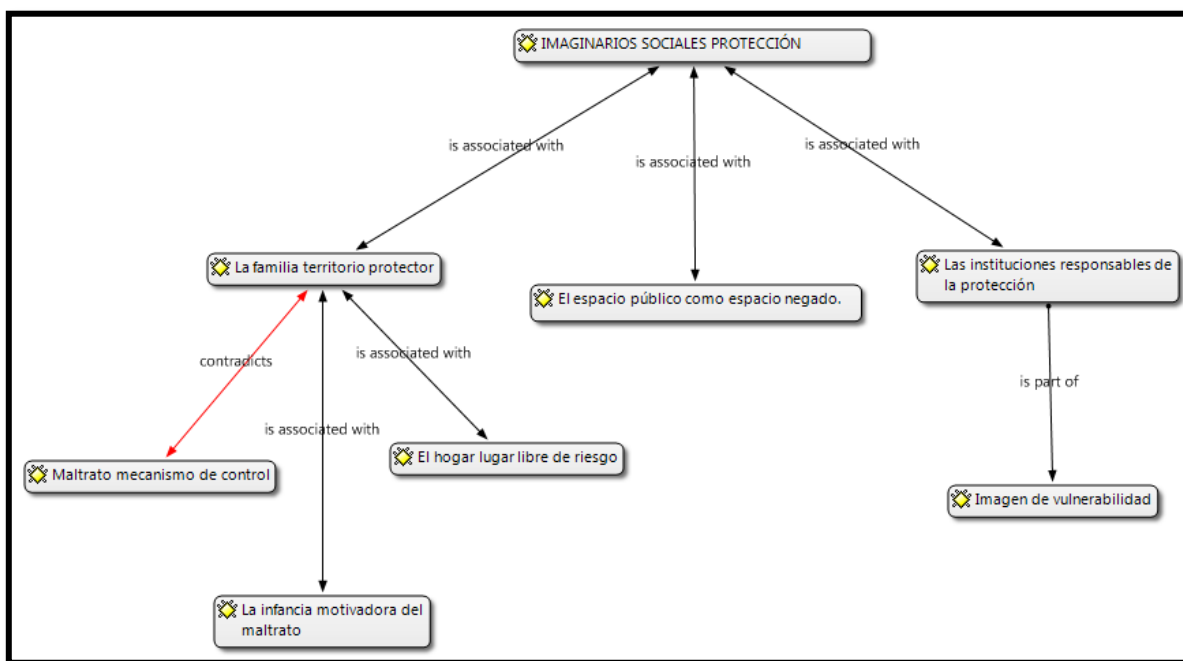 IMAGINARIOS SOCIALES PROTECCIÓN
is associated with
is associated with
is associated with
La familia territorio protector
El espacio público como espacio negado.
Las instituciones responsables de
la protección
contradicts
is associated with
is associated with
is part of
Maltrato mecanismo de control
El hogar lugar libre de riesgo
Imagen de vulnerabilidad
La infancia motivadora del
maltrato